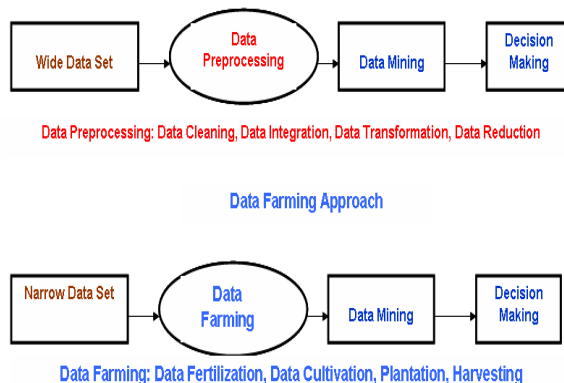 Wide Data Set
Data
Preprocessing
Data Mining
Decision
Making
Data Preprocessing: Data Cleaning, Data Integration, Data Transformation, Data Reduction
Data Farming Approach
Narrow Data Set
Data
Farming
Data Mining
Decision
Making
Data Farming: Data Fertilization, Data Cultivation, Plantation, Harvesting